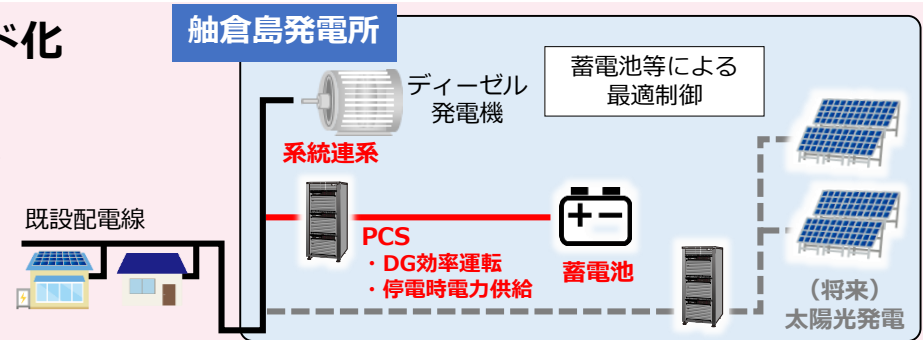 ド化
舳倉島発電所
ディーゼル
発電機
蓄電池等による
最適制御
系統連系
既設配電線
PCS
・DG効率運転
・停電時電力供給
蓄電池
（将来）
太陽光発電